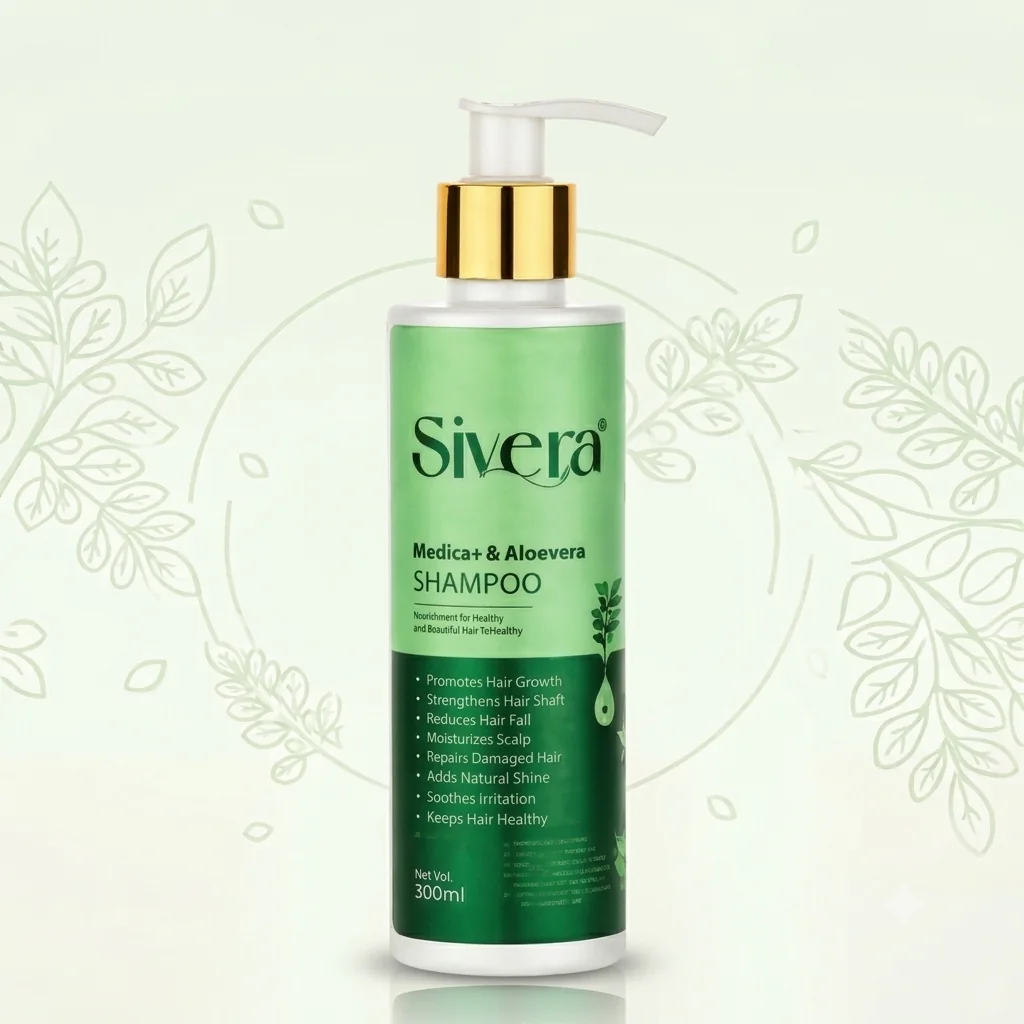 Sivera®
Medica+ & Aloevera
SHAMPOO
Noorichment for Healthy
and Beautiful Hair TeHealthy
• Promotes Hair Growth
• Strengthens Hair Shaft
• Reduces Hair Fall
• Moisturizes Scalp
• Repairs Damaged Hair
• Adds Natural Shine
• Soothes irritation
• Keeps Hair Healthy
Net Vol.
300ml